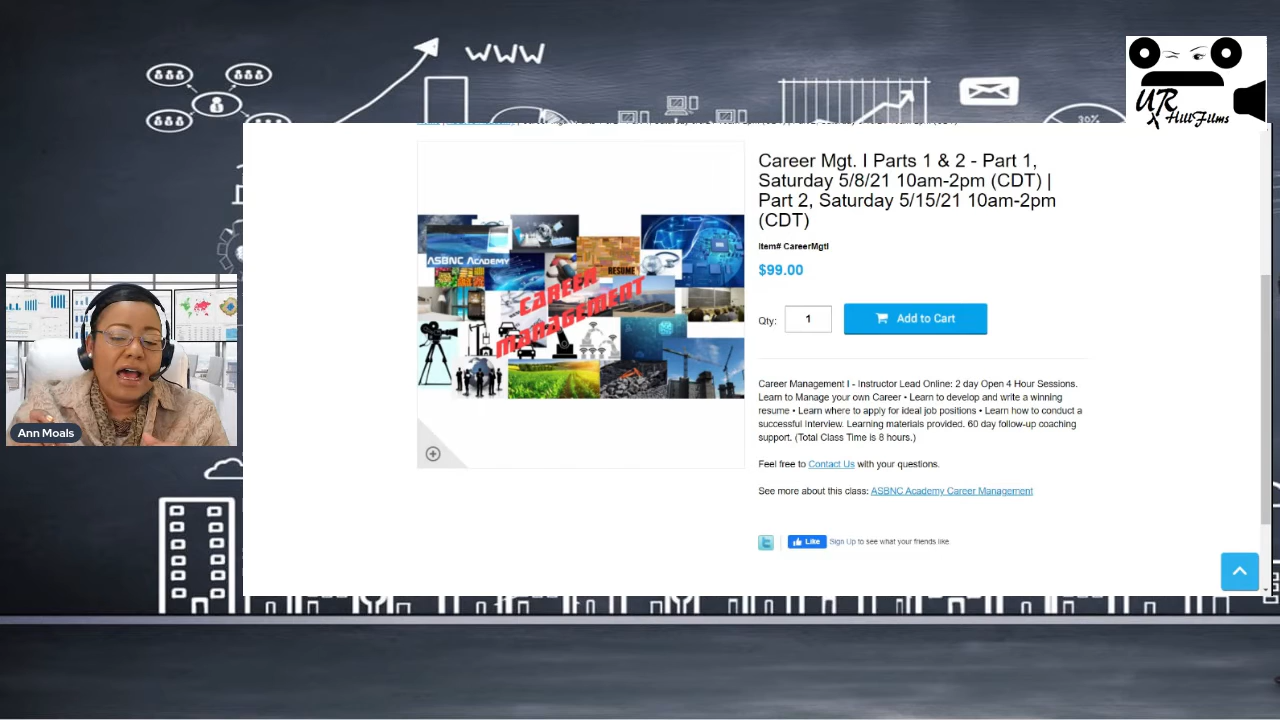 WWW
30%
UR
HillFilms
Career Mgt. I Parts 1 & 2 - Part 1,
Saturday 5/8/21 10am-2pm (CDT) |
Part 2, Saturday 5/15/21 10am-2pm
(CDT)
Item# CareerMgtI
$99.00
Qty: 1 Add to Cart
ASBNC ACADEMY
RESUME
CAREER
MANAGEMENT
Career Management I - Instructor Lead Online: 2 day Open 4 Hour Sessions.
Learn to Manage your own Career • Learn to develop and write a winning
resume • Learn where to apply for ideal job positions • Learn how to conduct a
successful Interview. Learning materials provided. 60 day follow-up coaching
support. (Total Class Time is 8 hours.)
Feel free to Contact Us with your questions.
See more about this class: ASBNC Academy Career Management
Like Sign Up to see what your friends like.
Ann Moals